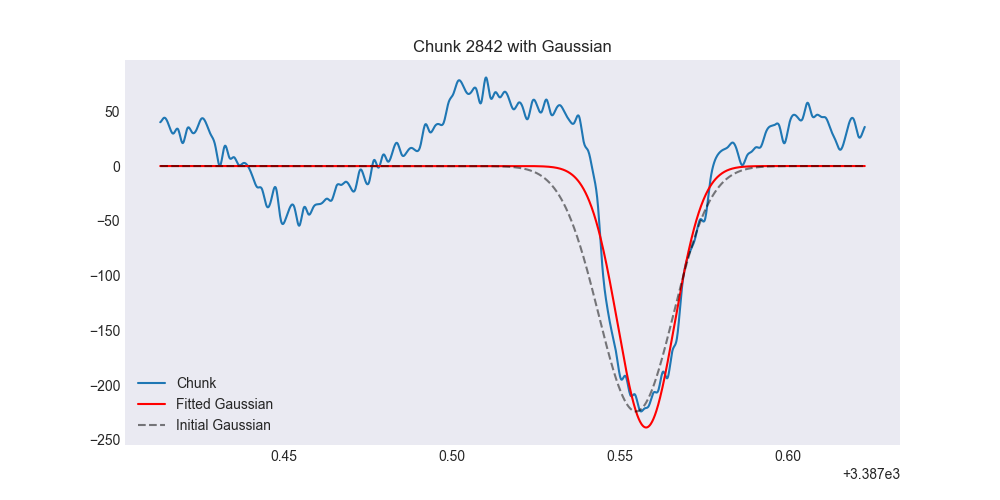 Chunk 2842 with Gaussian
50
0
−50
−100
−150
−200
−250
Chunk
Fitted Gaussian
Initial Gaussian
0.45 0.50 0.55 0.60
+3.387e3